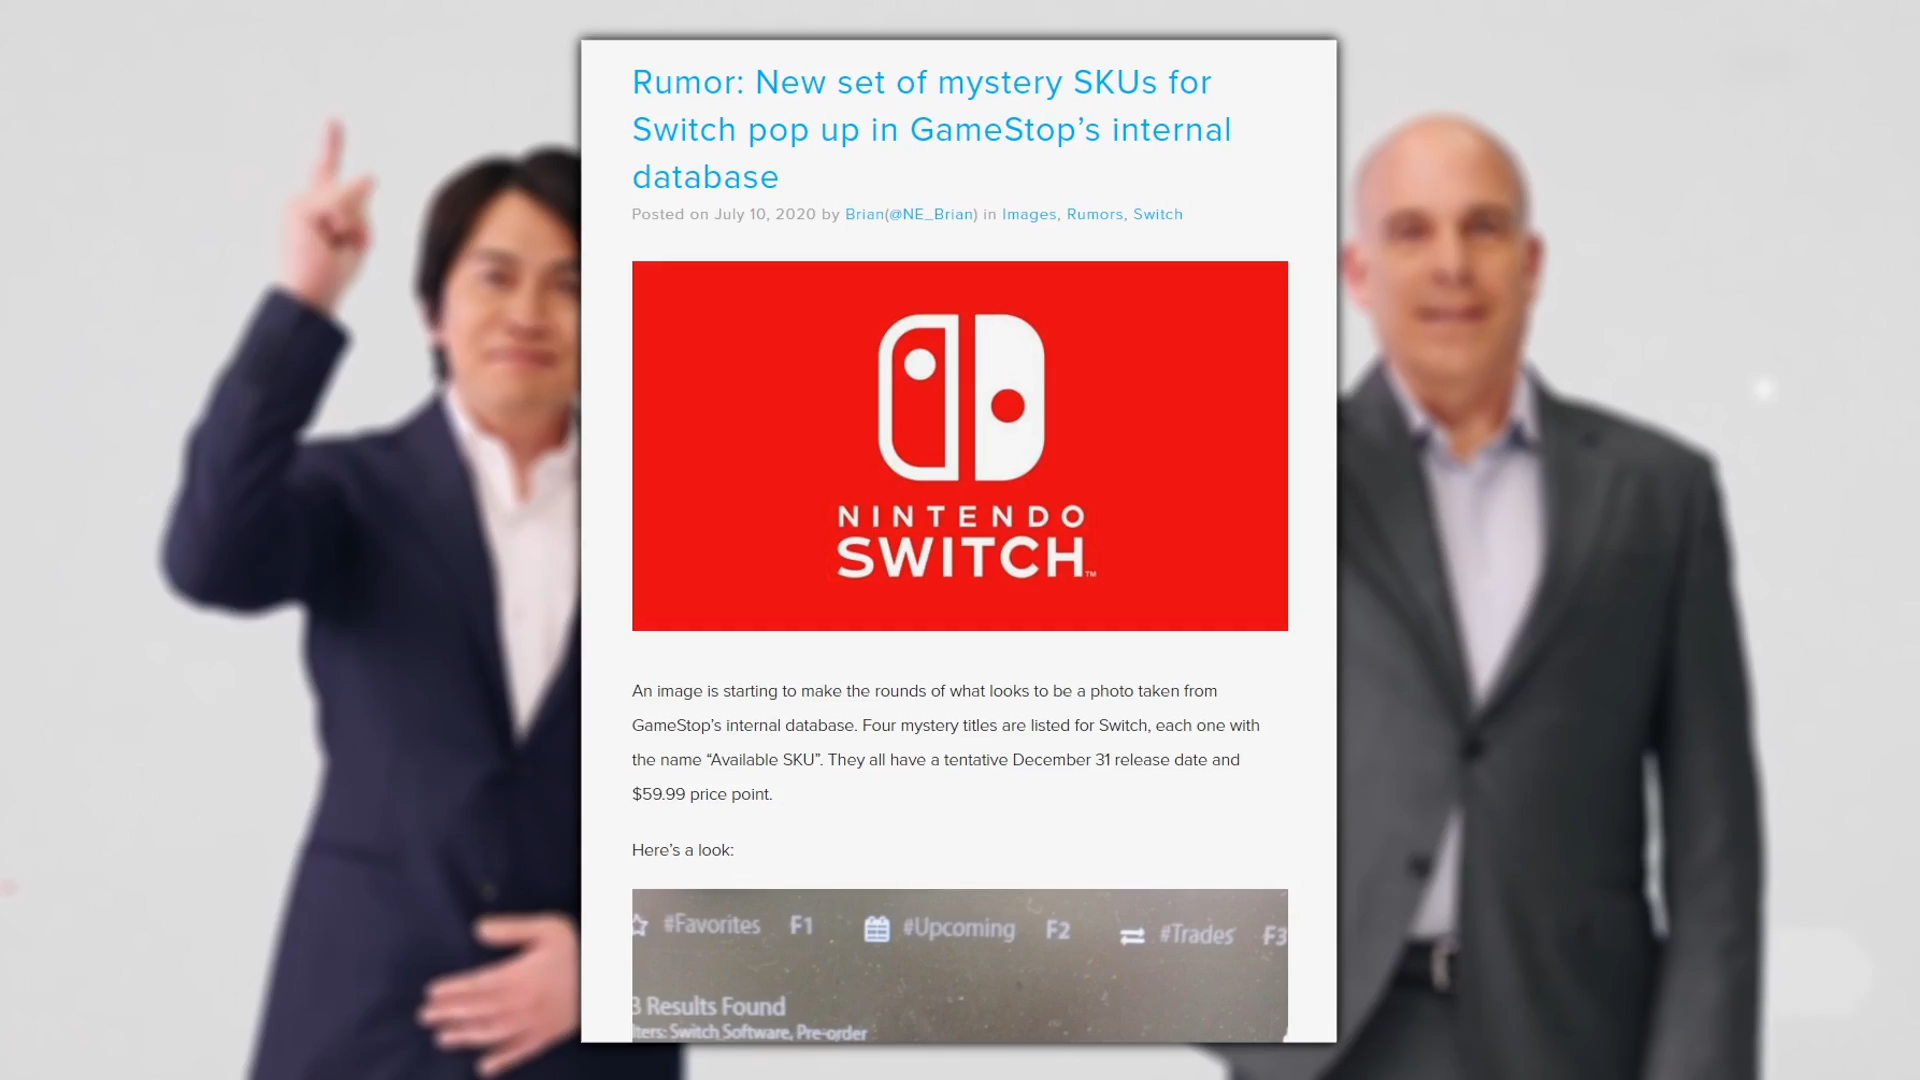 Rumor: New set of mystery SKUs for
Switch pop up in GameStop’s internal
database
Posted on July 10, 2020 by Brian(@NE_Brian) in Images, Rumors, Switch
NINTENDO
SWITCH™
An image is starting to make the rounds of what looks to be a photo taken from
GameStop’s internal database. Four mystery titles are listed for Switch, each one with
the name “Available SKU”. They all have a tentative December 31 release date and
$59.99 price point.
Here’s a look:
#Favorites F1 #Upcoming F2 #Trades F3
3 Results Found
lters: Switch Software, Pre-order